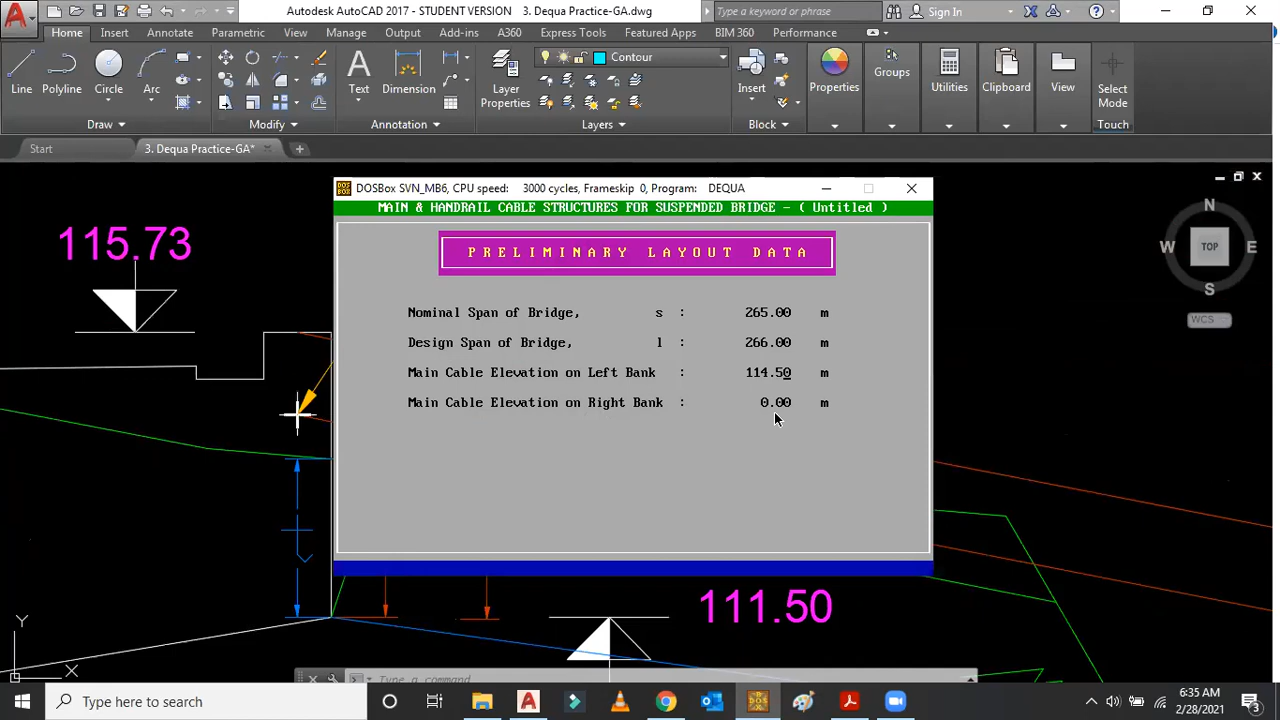 Autodesk AutoCAD 2017 - STUDENT VERSION 3. Dequa Practice-GA.dwg
Type a keyword or phrase
Sign In
Home Insert Annotate Parametric View Manage Output Add-ins A360 Express Tools Featured Apps BIM 360 Performance
Contour
Line Polyline Circle Arc Text Dimension Layer Properties Insert Properties Groups Utilities Clipboard View Select Mode
Draw Modify Annotation Layers Block Touch
Start 3. Dequa Practice-GA*
DOSBox SVN_MB6, CPU speed: 3000 cycles, Frameskip 0, Program: DEQUA
MAIN & HANDRAIL CABLE STRUCTURES FOR SUSPENDED BRIDGE - ( Untitled )
PRELIMINARY LAYOUT DATA
Nominal Span of Bridge, s : 265.00 m
Design Span of Bridge, l : 266.00 m
Main Cable Elevation on Left Bank : 114.50 m
Main Cable Elevation on Right Bank : 0.00 m
115.73
111.50
N
W TOP E
S
WCS
Y
X
Type a command
Type here to search
6:35 AM
2/28/2021
3